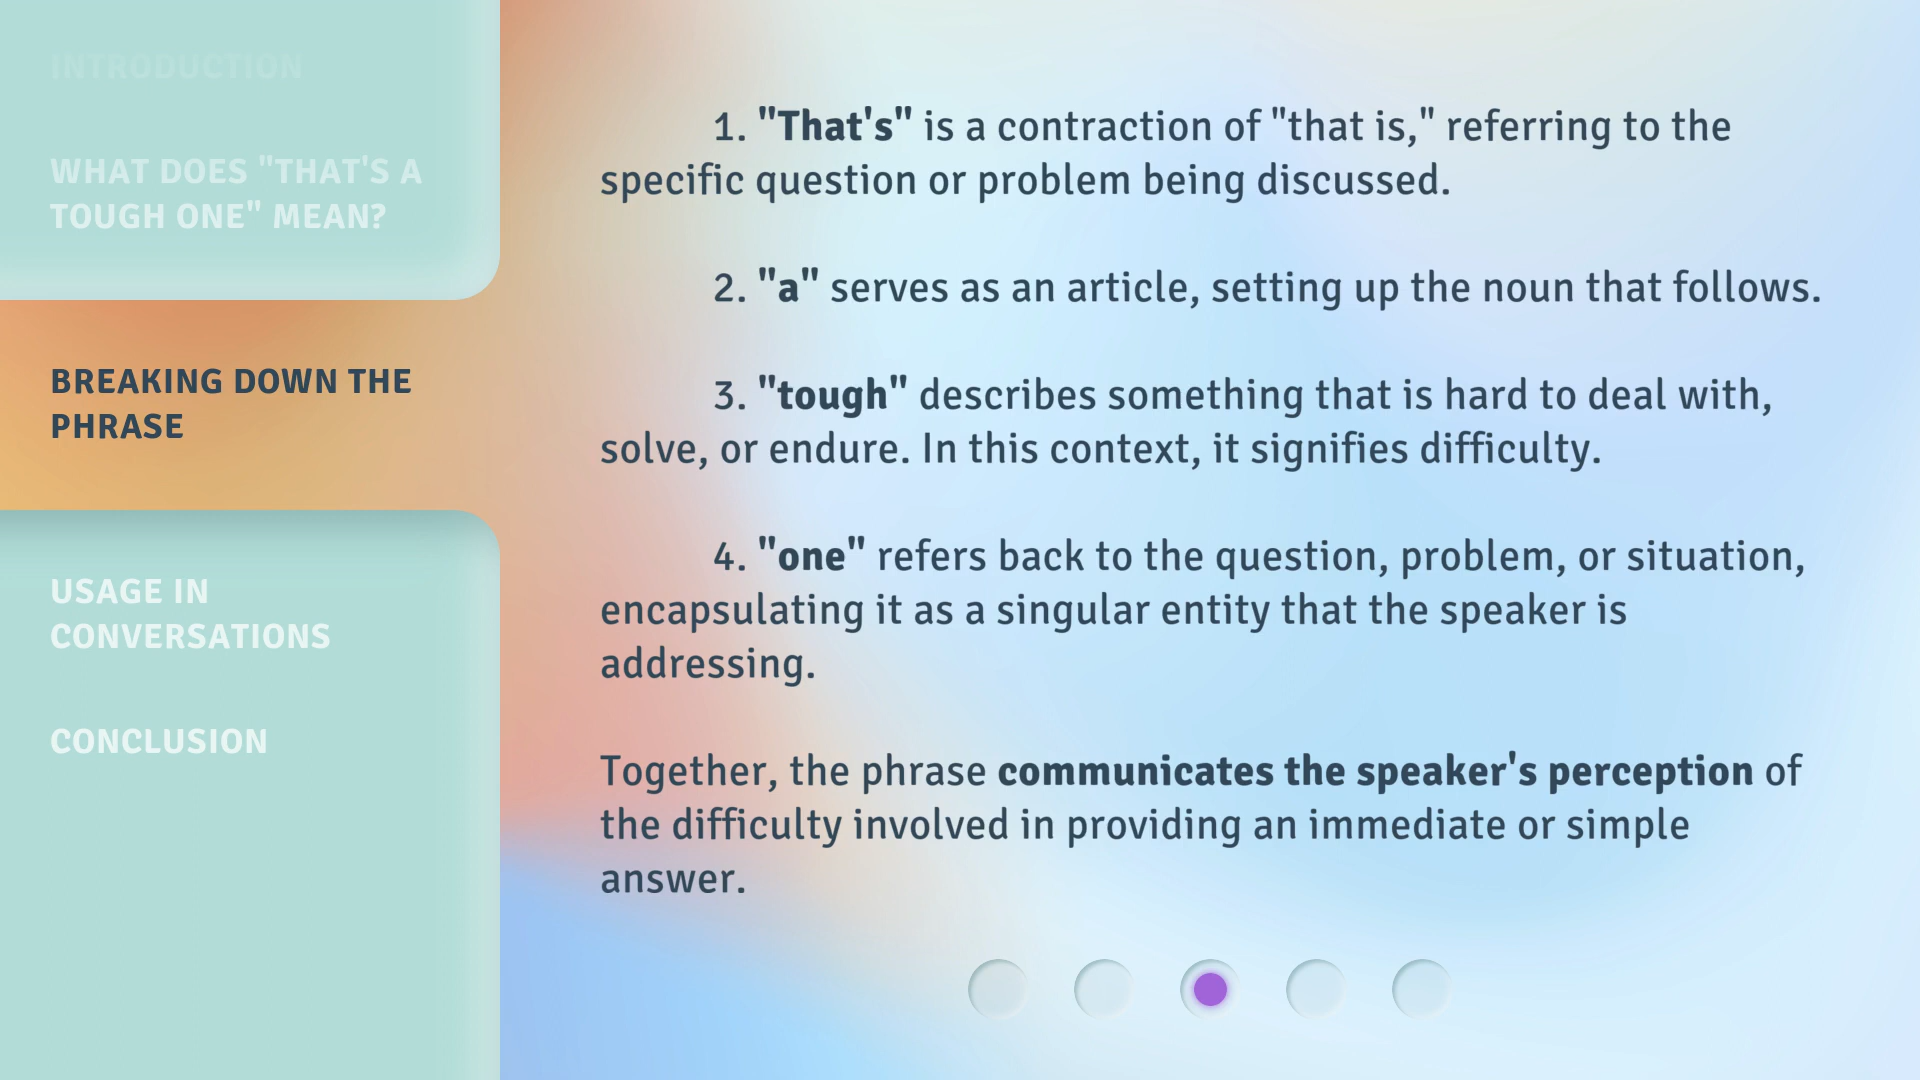 INTRODUCTION
WHAT DOES "THAT'S A
TOUGH ONE" MEAN?
BREAKING DOWN THE
PHRASE
USAGE IN
CONVERSATIONS
CONCLUSION
1. "That's" is a contraction of "that is," referring to the
specific question or problem being discussed.
2. "a" serves as an article, setting up the noun that follows.
3. "tough" describes something that is hard to deal with,
solve, or endure. In this context, it signifies difficulty.
4. "one" refers back to the question, problem, or situation,
encapsulating it as a singular entity that the speaker is
addressing.
Together, the phrase communicates the speaker's perception of
the difficulty involved in providing an immediate or simple
answer.